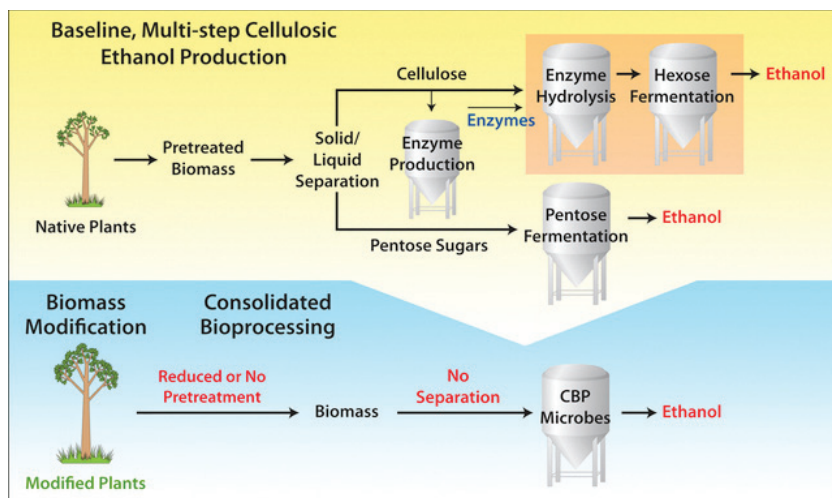 Baseline, Multi-step Cellulosic
Ethanol Production
Native Plants
Pretreated
Biomass
Solid/
Liquid
Separation
Cellulose
Enzyme
Production
Enzymes
Enzyme
Hydrolysis
Hexose
Fermentation
Ethanol
Pentose Sugars
Pentose
Fermentation
Ethanol
Biomass
Modification
Consolidated
Bioprocessing
Modified Plants
Reduced or No
Pretreatment
Biomass
No
Separation
CBP
Microbes
Ethanol